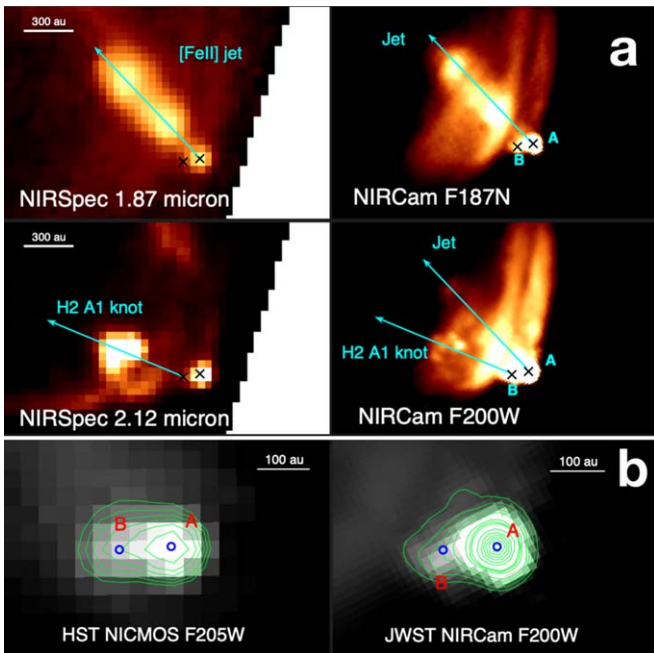 300 au
[FeII] jet
NIRSpec 1.87 micron
Jet
a
A
B
NIRCam F187N
300 au
H2 A1 knot
NIRSpec 2.12 micron
Jet
H2 A1 knot
A
B
NIRCam F200W
100 au
B
A
HST NICMOS F205W
100 au
b
A
B
JWST NIRCam F200W